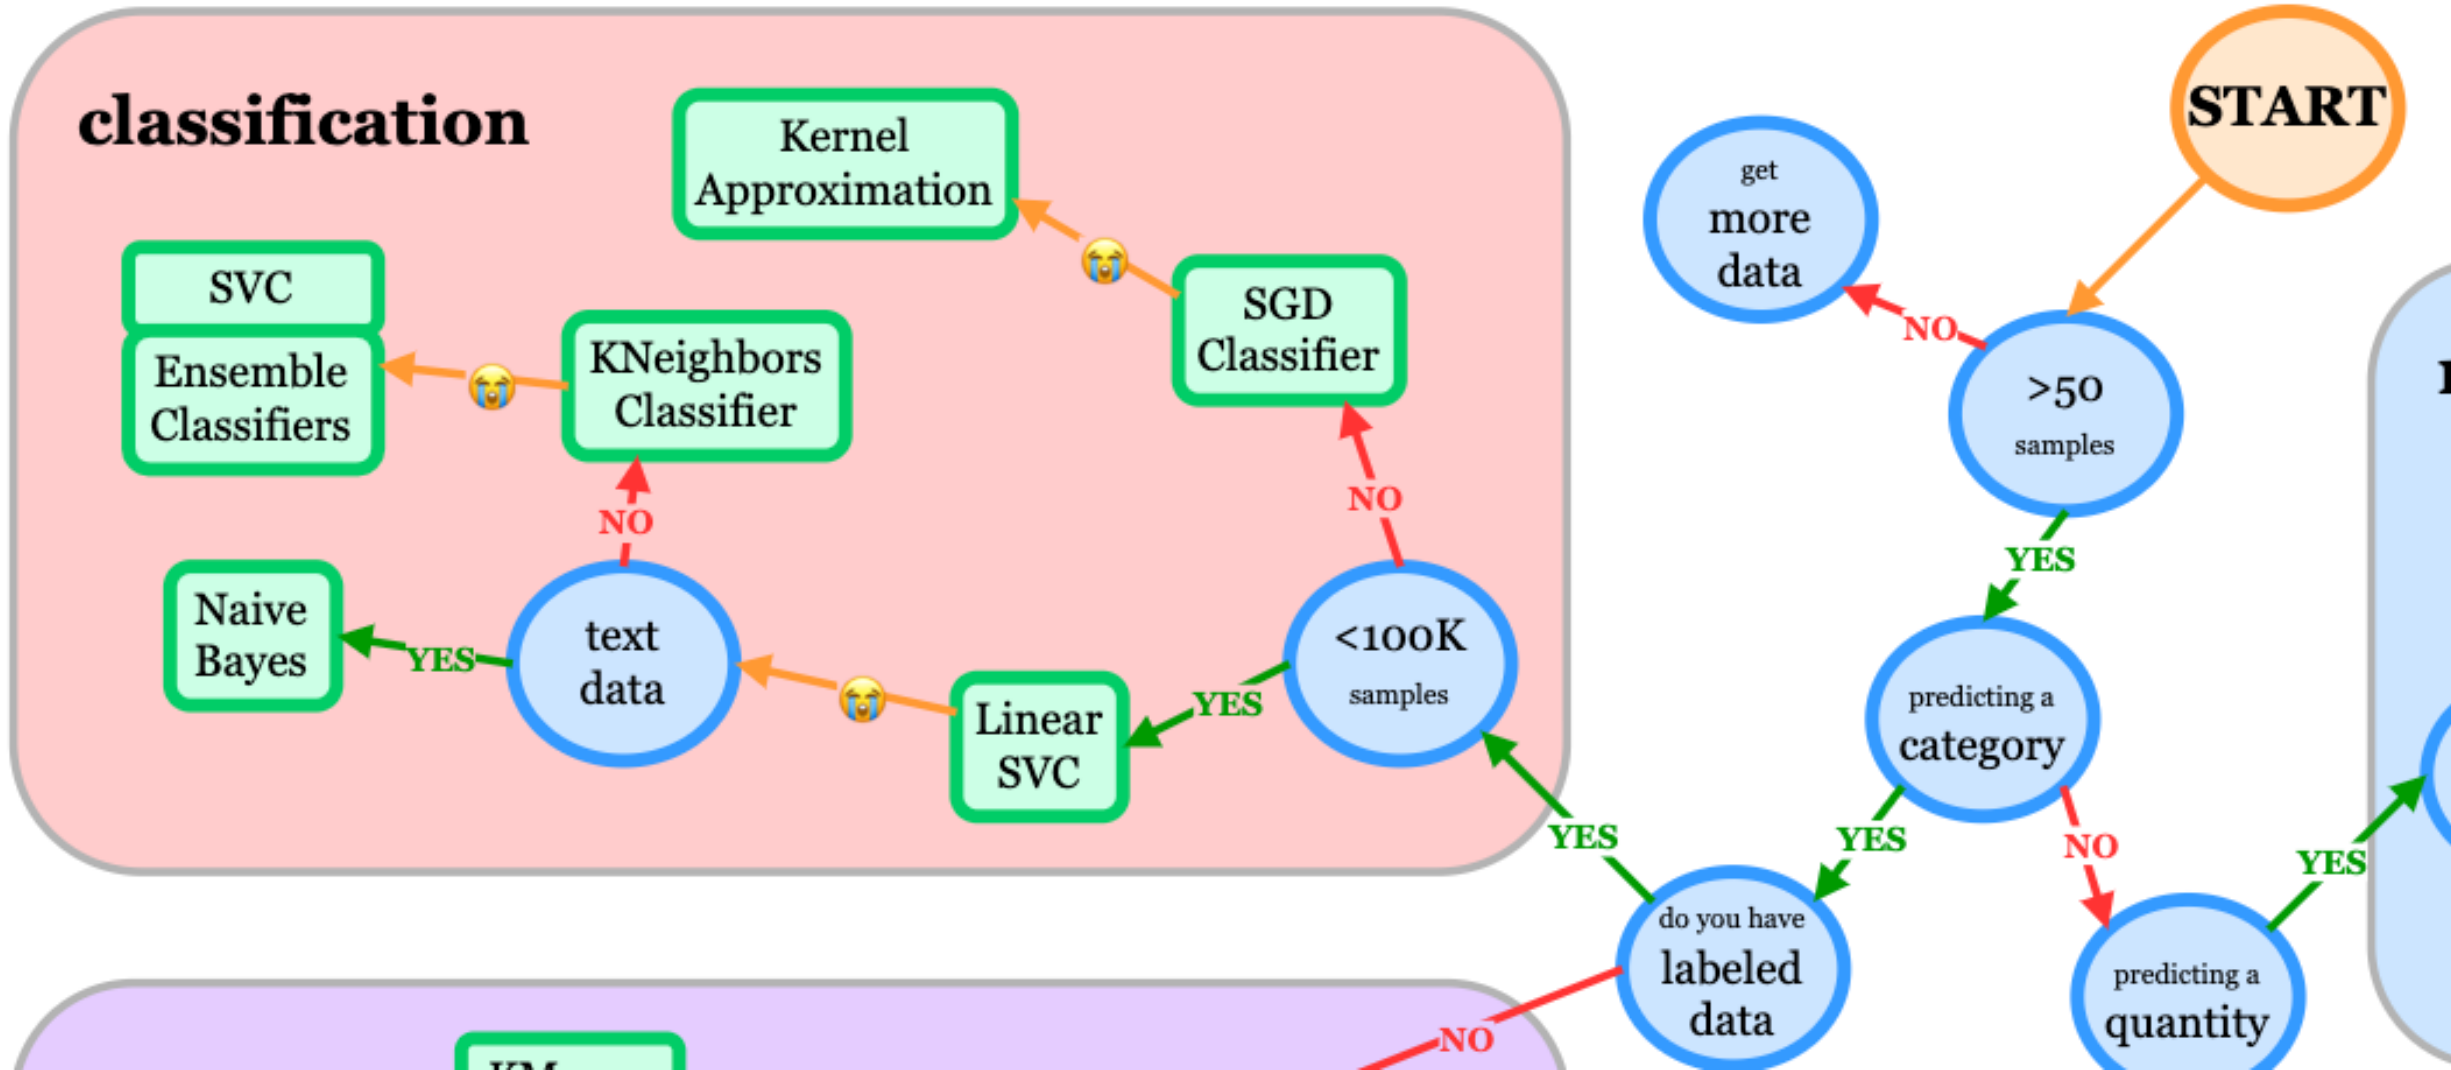 classification
Kernel
Approximation
SVC
Ensemble
Classifiers
KNeighbors
Classifier
SGD
Classifier
NO
NO
Naive
Bayes
YES
text
data
Linear
SVC
YES
<100K
samples
START
get
more
data
NO
>50
samples
YES
predicting a
category
YES
NO
YES
YES
do you have
labeled
data
predicting a
quantity
NO